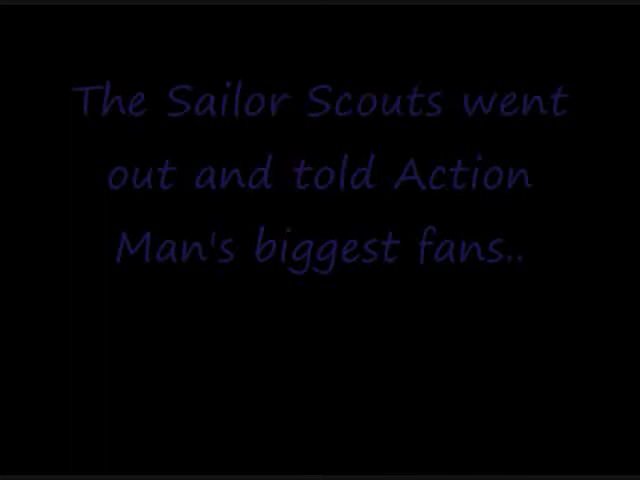 The Sailor Scouts went
out and told Action
Man's biggest fans..